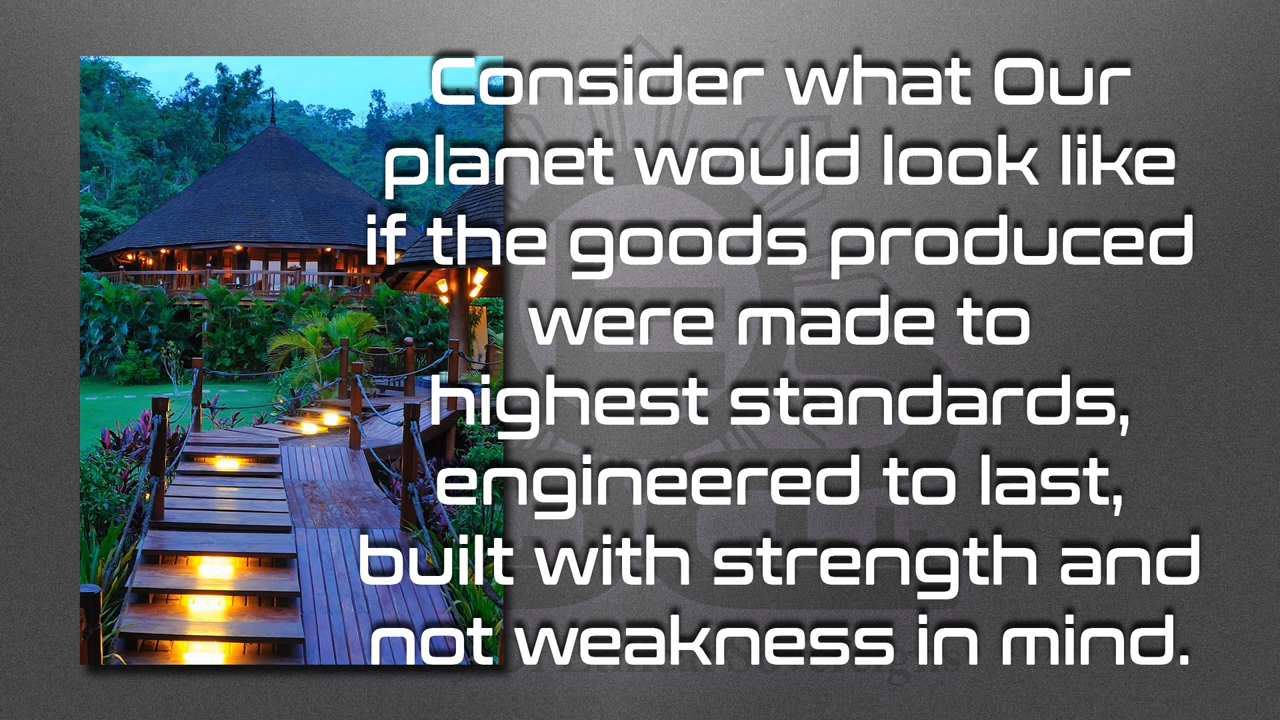 Consider what Our
planet would look like
if the goods produced
were made to
highest standards,
engineered to last,
built with strength and
not weakness in mind.